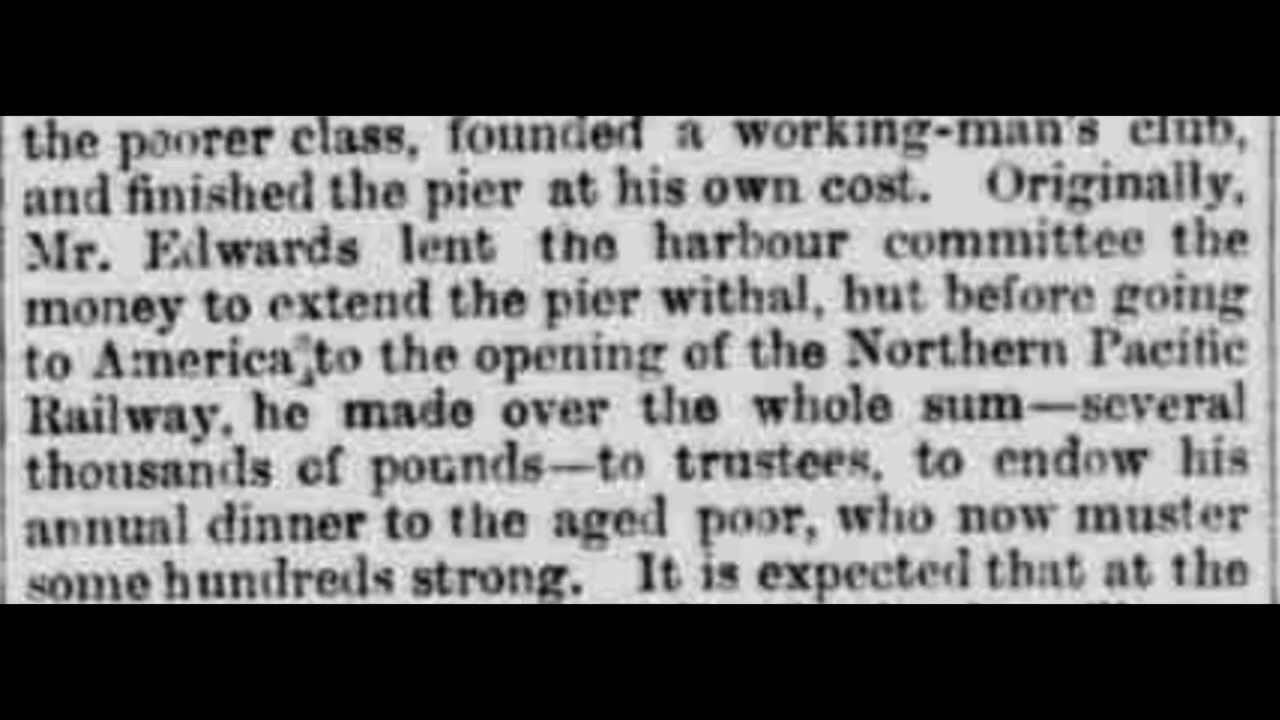 the poorer class, founded a working-man's club,
and finished the pier at his own cost. Originally,
Mr. Edwards lent the harbour committee the
money to extend the pier withal, but before going
to America to the opening of the Northern Pacific
Railway, he made over the whole sum—several
thousands of pounds—to trustees, to endow his
annual dinner to the aged poor, who now muster
some hundreds strong. It is expected that at the